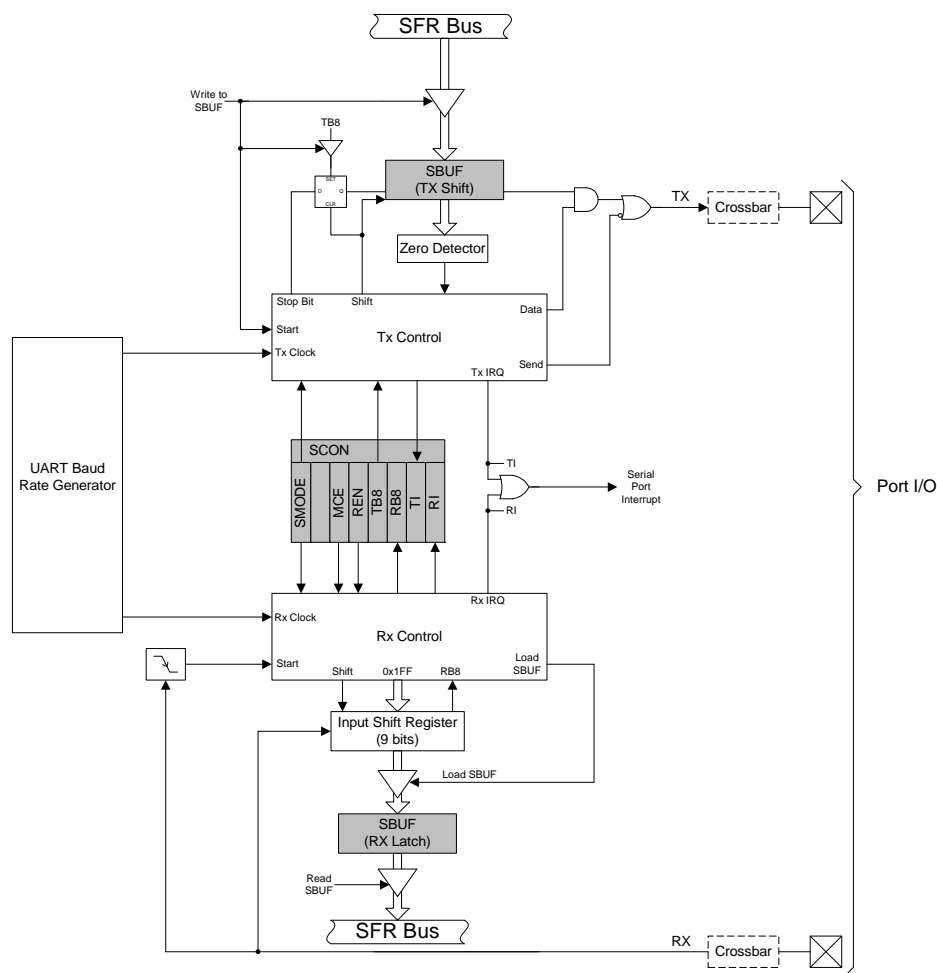 SFR Bus
Write to
SBUF
TB8
SBUF
(TX Shift)
SET
D
Q
CLR
TX
Crossbar
Zero Detector
Stop Bit
Shift
Data
Start
Tx Control
Tx Clock
Send
Tx IRQ
UART Baud
Rate Generator
SCON
SMODE
MCE
REN
TB8
RB8
TI
RI
TI
RI
Serial
Port
Interrupt
Port I/O
Rx IRQ
Rx Clock
Rx Control
Start
Load
SBUF
Shift
0x1FF
RB8
Input Shift Register
(9 bits)
Load SBUF
SBUF
(RX Latch)
Read
SBUF
SFR Bus
RX
Crossbar